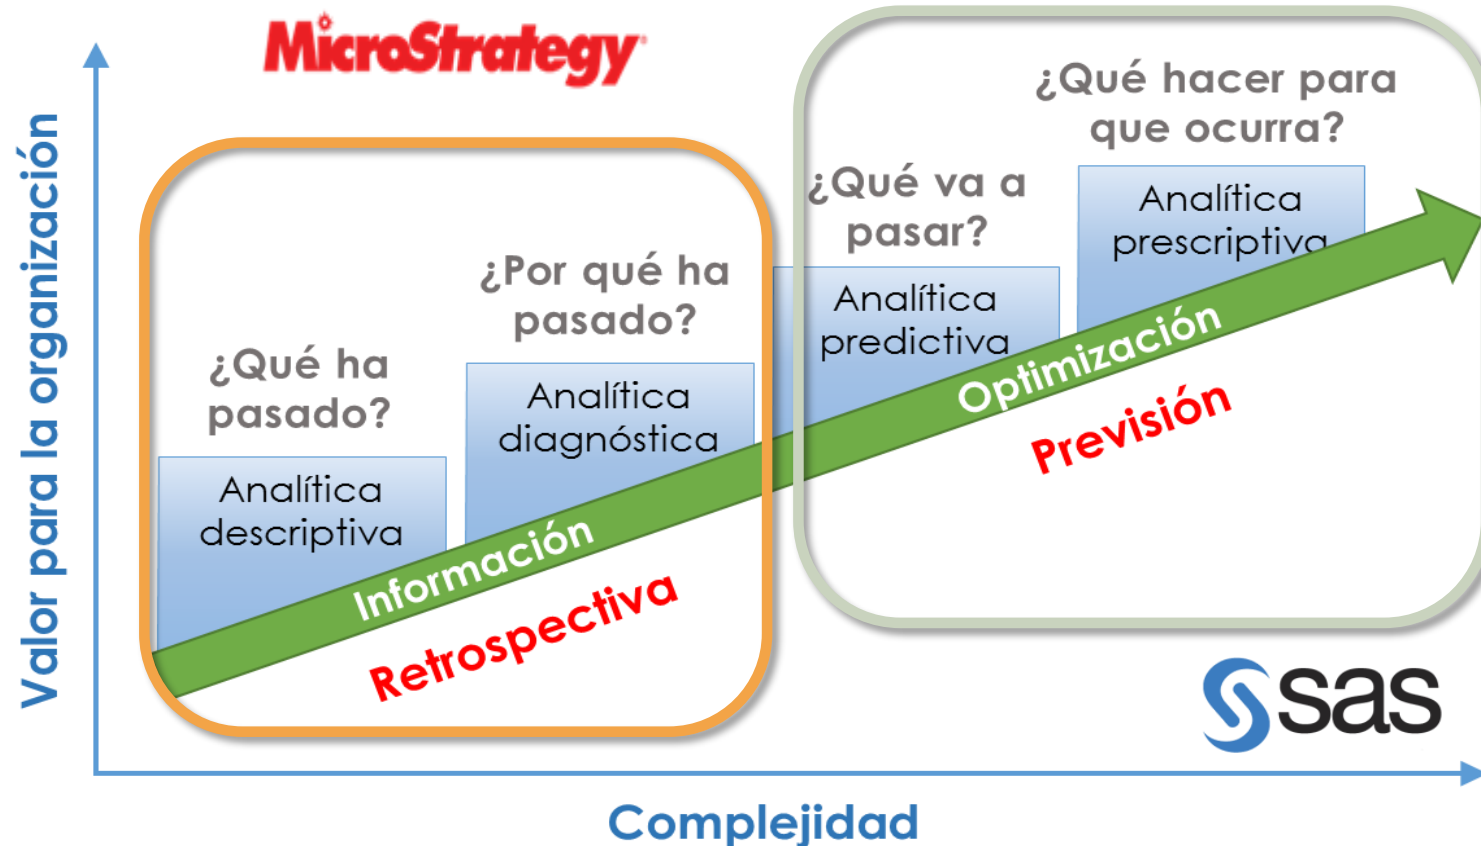 MicroStrategy
¿Qué hacer para
que ocurra?
¿Qué va a
pasar?
Analítica
prescriptiva
¿Por qué ha
pasado?
Analítica
predictiva
¿Qué ha
pasado?
Analítica
diagnóstica
Analítica
descriptiva
Optimización
Previsión
Información
Retrospectiva
Valor para la organización
sas
Complejidad